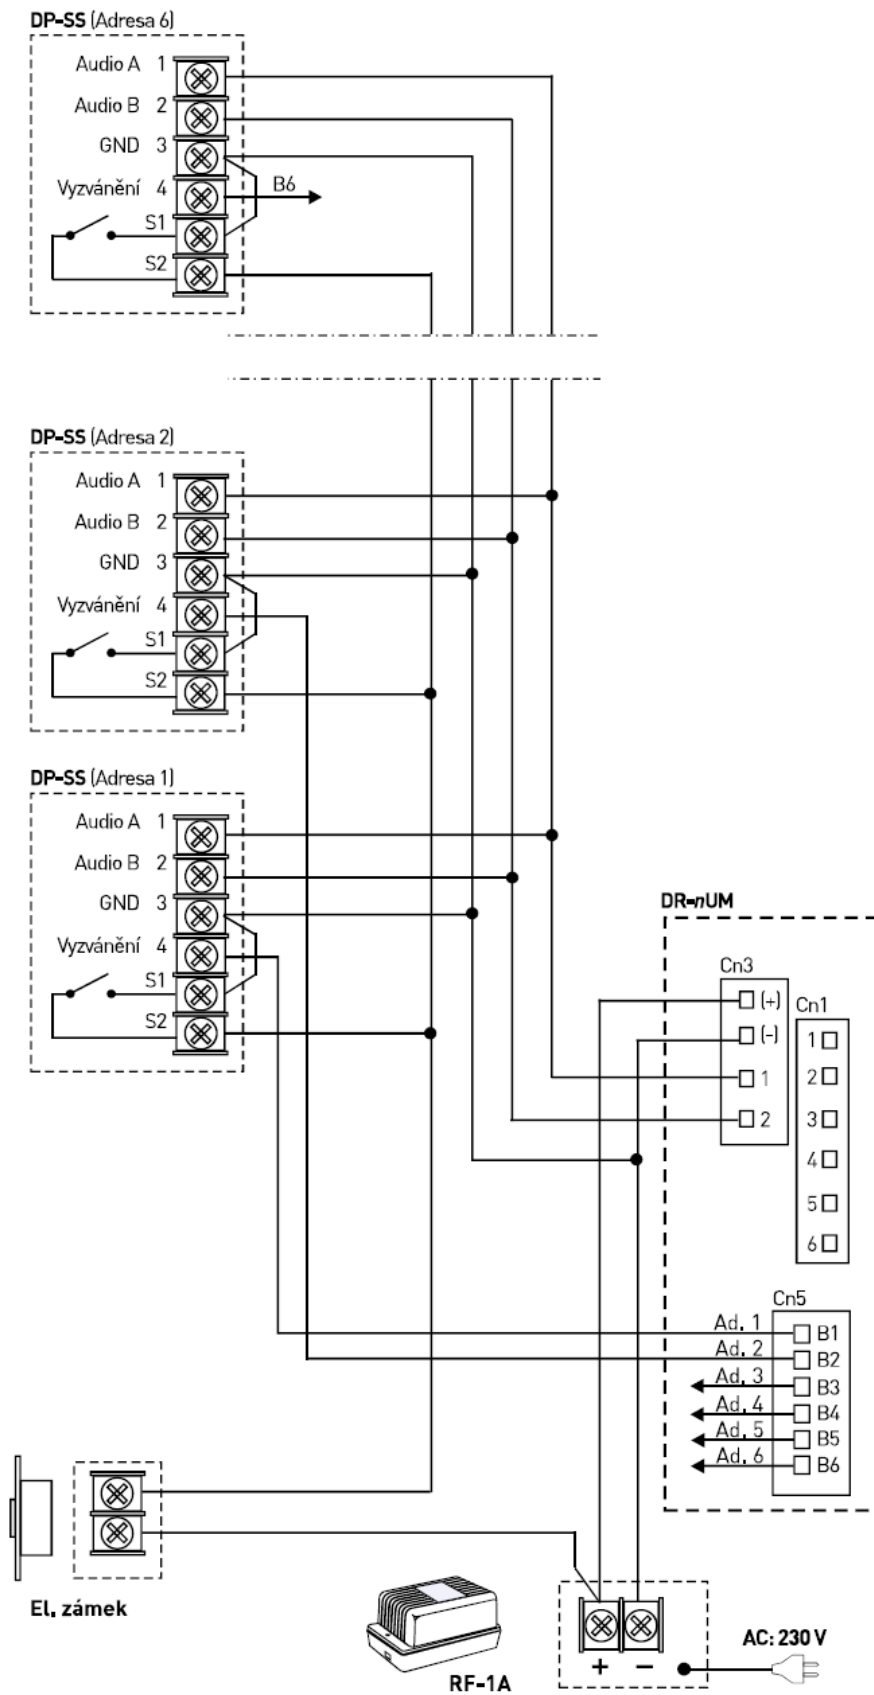 DP-SS (Adresa 6)
Audio A 1
Audio B 2
GND 3
Vyzvánění 4
B6
S1
S2
DP-SS (Adresa 2)
Audio A 1
Audio B 2
GND 3
Vyzvánění 4
S1
S2
DP-SS (Adresa 1)
Audio A 1
Audio B 2
GND 3
Vyzvánění 4
S1
S2
DR-nUM
Cn3
(+)
(-)
1
2
Cn1
1
2
3
4
5
6
Cn5
Ad. 1 B1
Ad. 2 B2
Ad. 3 B3
Ad. 4 B4
Ad. 5 B5
Ad. 6 B6
El. zámek
RF-1A
+ −
AC: 230 V